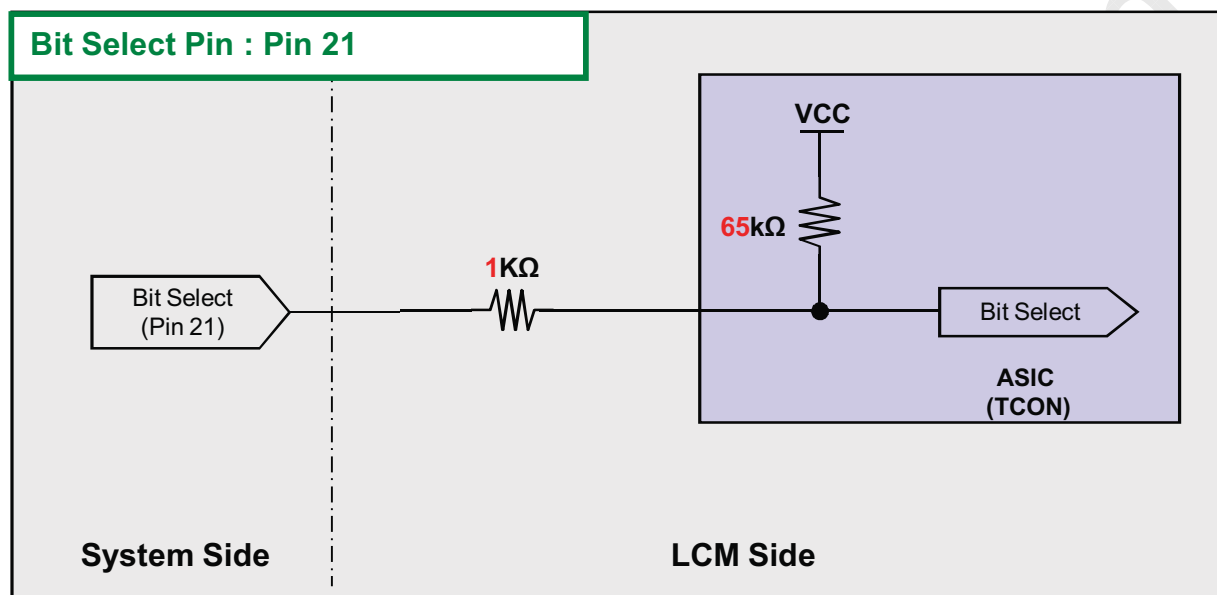 Bit Select Pin : Pin 21
VCC
65kΩ
1KΩ
Bit Select
(Pin 21)
Bit Select
ASIC
(TCON)
System Side
LCM Side